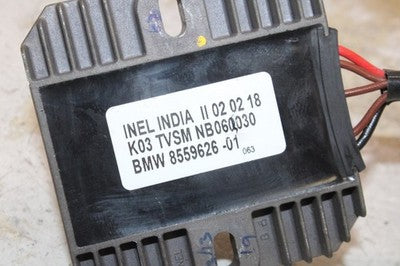 INEL INDIA II 02 02 18
K03 TVSM NB060030
BMW 8559626 -01
063